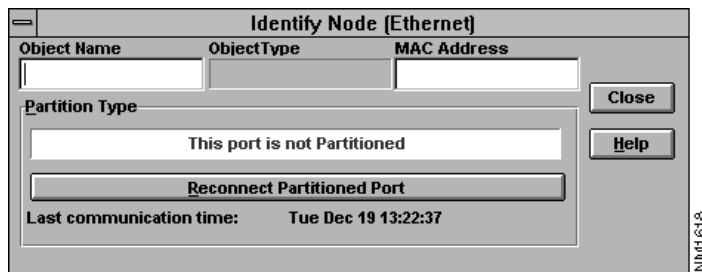 Identify Node (Ethernet)
Object Name ObjectType MAC Address
Close
Partition Type
This port is not Partitioned
Help
Reconnect Partitioned Port
Last communication time: Tue Dec 19 13:22:37
NM1618